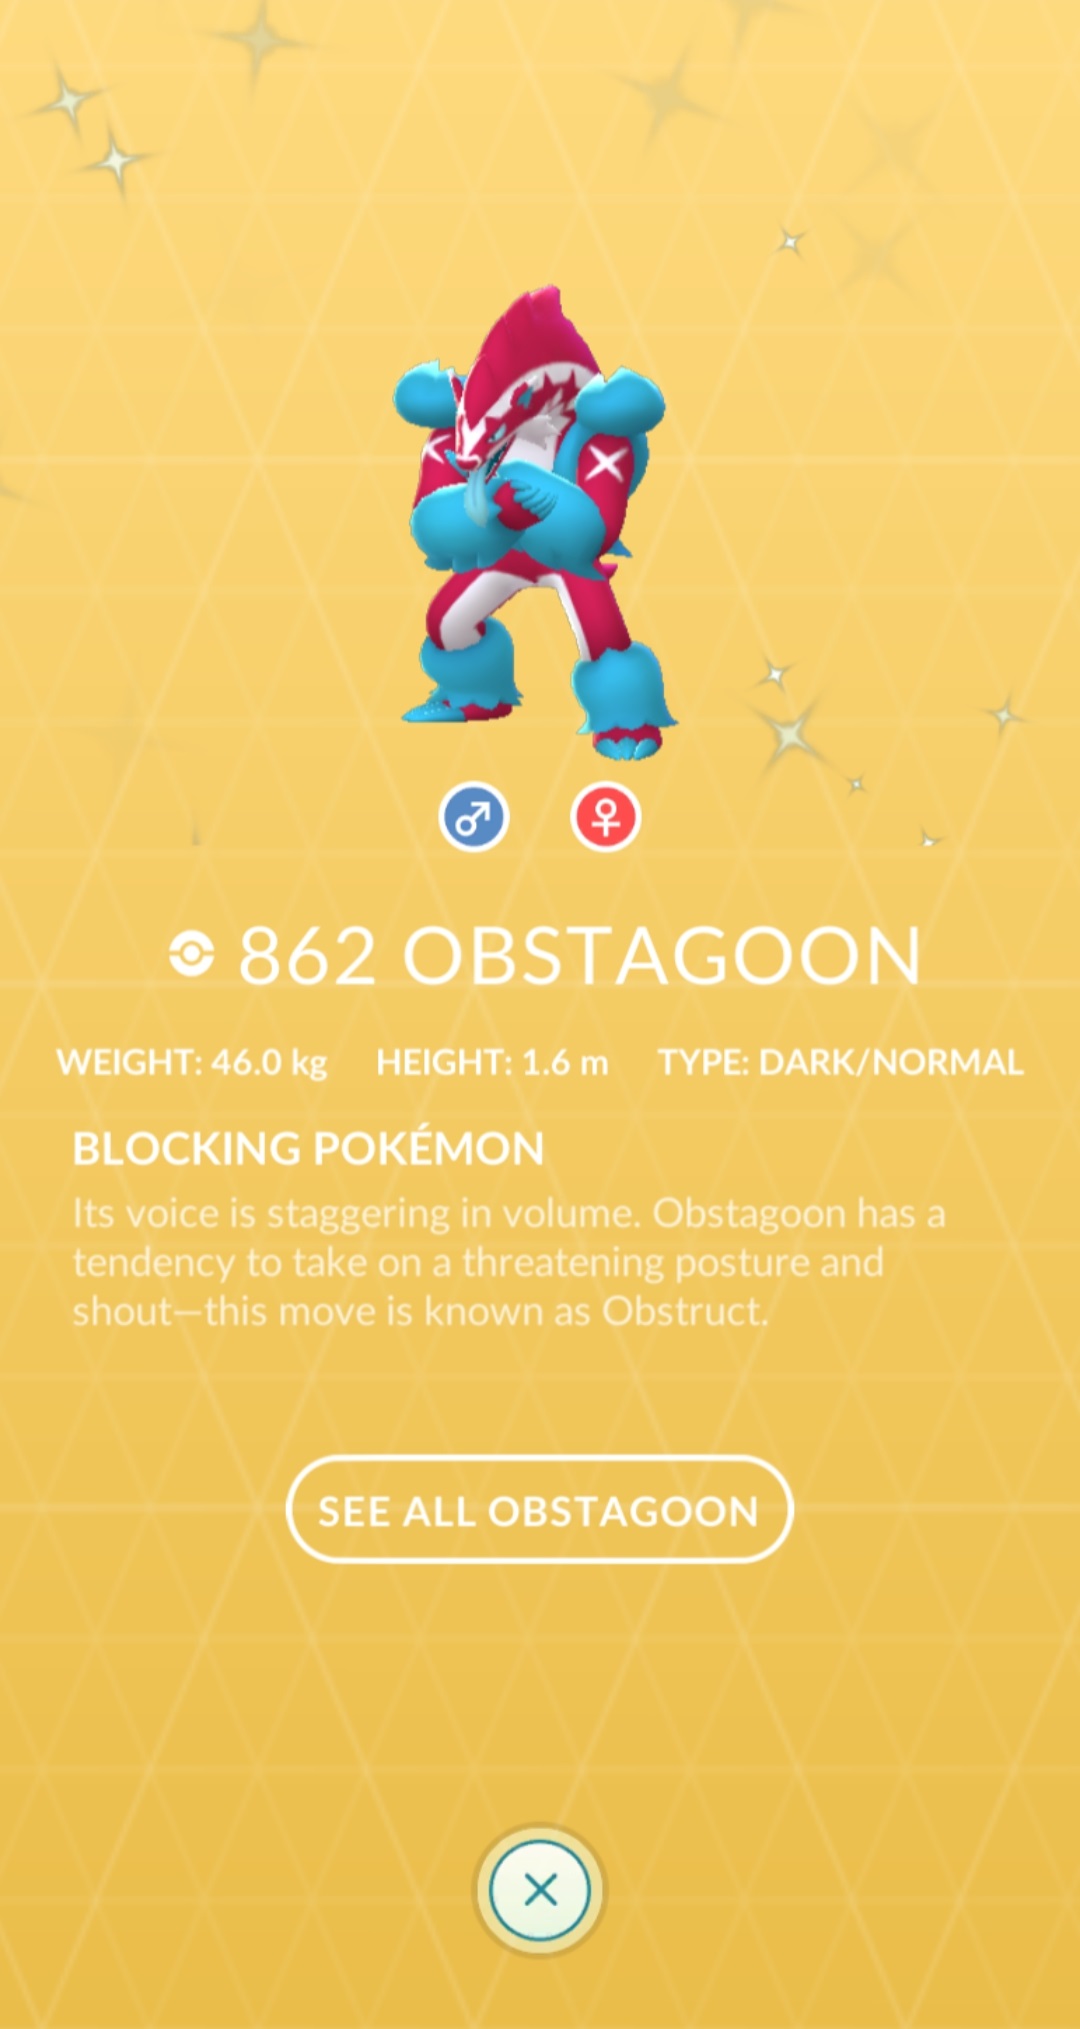 862 OBSTAGOON
WEIGHT: 46.0 kg HEIGHT: 1.6 m TYPE: DARK/NORMAL
BLOCKING POKÉMON
Its voice is staggering in volume. Obstagoon has a
tendency to take on a threatening posture and
shout—this move is known as Obstruct.
SEE ALL OBSTAGOON